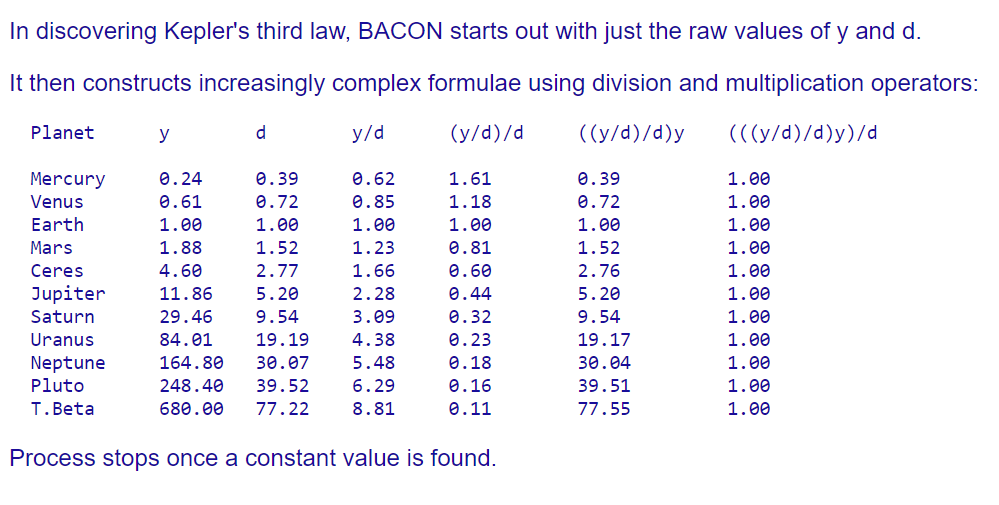 In discovering Kepler's third law, BACON starts out with just the raw values of y and d.
It then constructs increasingly complex formulae using division and multiplication operators:
Planet y d y/d (y/d)/d ((y/d)/d)y (((y/d)/d)y)/d
Mercury 0.24 0.39 0.62 1.61 0.39 1.00
Venus 0.61 0.72 0.85 1.18 0.72 1.00
Earth 1.00 1.00 1.00 1.00 1.00 1.00
Mars 1.88 1.52 1.23 0.81 1.52 1.00
Ceres 4.60 2.77 1.66 0.60 2.76 1.00
Jupiter 11.86 5.20 2.28 0.44 5.20 1.00
Saturn 29.46 9.54 3.09 0.32 9.54 1.00
Uranus 84.01 19.19 4.38 0.23 19.17 1.00
Neptune 164.80 30.07 5.48 0.18 30.04 1.00
Pluto 248.40 39.52 6.29 0.16 39.51 1.00
T.Beta 680.00 77.22 8.81 0.11 77.55 1.00
Process stops once a constant value is found.